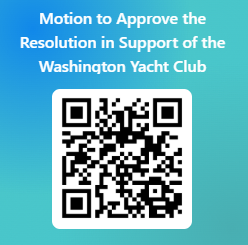 Motion to Approve the
Resolution in Support of the
Washington Yacht Club